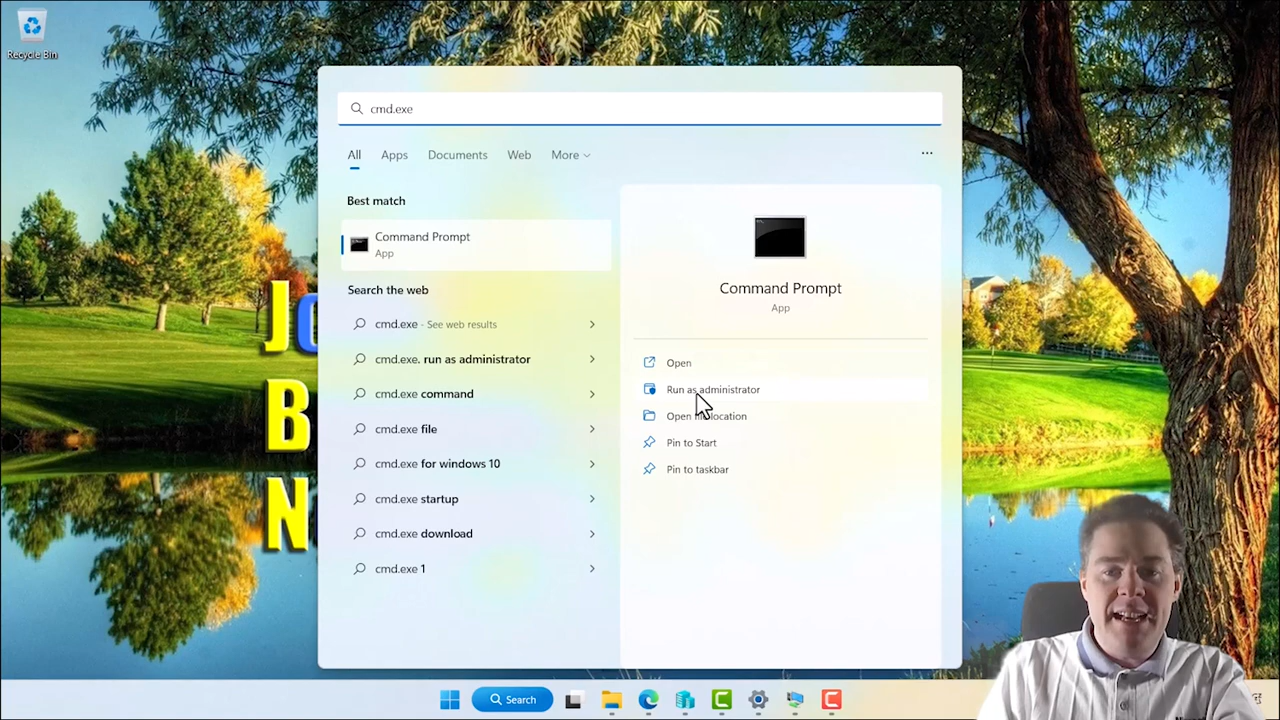 Recycle Bin
cmd.exe
All Apps Documents Web More
Best match
Command Prompt
App
Search the web
cmd.exe - See web results
cmd.exe. run as administrator
cmd.exe command
cmd.exe file
cmd.exe for windows 10
cmd.exe startup
cmd.exe download
cmd.exe 1
Command Prompt
App
Open
Run as administrator
Open location
Pin to Start
Pin to taskbar
J
B
N
Search